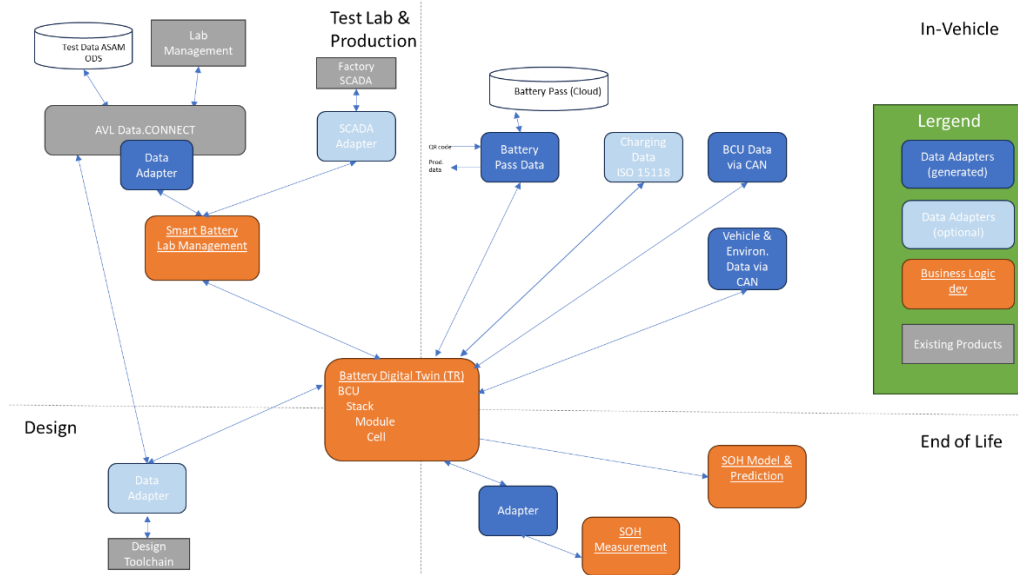 Test Lab &
Production
In-Vehicle
Test Data ASAM
ODS
Lab
Management
Factory
SCADA
Battery Pass (Cloud)
AVL Data.CONNECT
SCADA
Adapter
QR code
Prod.
data
Battery
Pass Data
Charging
Data
ISO 15118
BCU Data
via CAN
Lergend
Data Adapters
(generated)
Data
Adapter
Data Adapters
(optional)
Smart Battery
Lab Management
Vehicle &
Environ.
Data via
CAN
Business Logic
dev
Existing Products
Battery Digital Twin (TR)
BCU
Stack
Module
Cell
Design
End of Life
Data
Adapter
SOH Model &
Prediction
Adapter
SOH
Measurement
Design
Toolchain